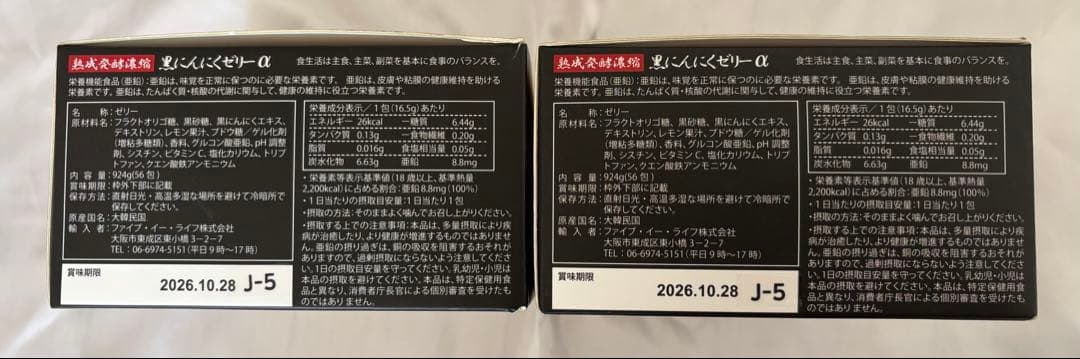 熟成発酵濃縮 黒にんにくゼリーα 食生活は主食、主菜、副菜を基本に食事のバランスを。
栄養機能食品(亜鉛):亜鉛は、味覚を正常に保つのに必要な栄養素です。 亜鉛は、皮膚や粘膜の健康維持を助ける
栄養素です。亜鉛は、たんぱく質・核酸の代謝に関与して、健康の維持に役立つ栄養素です。
名 称:ゼリー
原材料名:フラクトオリゴ糖、黒砂糖、黒にんにくエキス、
デキストリン、レモン果汁、ブドウ糖/ゲル化剤
(増粘多糖類)、香料、グルコン酸亜鉛、pH 調整
剤、シスチン、ビタミン C、塩化カリウム、トリプ
トファン、クエン酸鉄アンモニウム
内 容 量:924g(56 包)
賞味期限:枠外下部に記載
保存方法:直射日光・高温多湿な場所を避けて冷暗所で
保存してください。
原産国名:大韓民国
輸 入 者:ファイブ・イー・ライフ株式会社
大阪市東成区東小橋 3-2-7
TEL:06-6974-5151(平日 9 時〜17 時)
賞味期限
2026.10.28 J-5
栄養成分表示/1 包(16.5g)あたり
エネルギー 26kcal ー糖質 6.44g
タンパク質 0.13g ー食物繊維 0.20g
脂質 0.016g 食塩相当量 0.05g
炭水化物 6.63g 亜鉛 8.8mg
・栄養素等表示基準値(18 歳以上、基準熱量
2,200kcal)に占める割合:亜鉛 8.8mg(100%)
・1 日当たりの摂取目安量:1 日当たり1 包
・摂取の方法:そのままよく噛んでお召し上がりください。
・摂取する上での注意事項:本品は、多量摂取により疾
病が治癒したり、より健康が増進するものではありませ
ん。亜鉛の摂り過ぎは、銅の吸収を阻害するおそれが
ありますので、過剰摂取にならないよう注意してくださ
い。1日の摂取目安量を守ってください。乳幼児・小児は
本品の摂取を避けてください。本品は、特定保健用食
品と異なり、消費者庁長官による個別審査を受けたも
のではありません。
熟成発酵濃縮 黒にんにくゼリーα 食生活は主食、主菜、副菜を基本に食事のバランスを。
栄養機能食品(亜鉛):亜鉛は、味覚を正常に保つのに必要な栄養素です。 亜鉛は、皮膚や粘膜の健康維持を助ける
栄養素です。亜鉛は、たんぱく質・核酸の代謝に関与して、健康の維持に役立つ栄養素です。
名 称:ゼリー
原材料名:フラクトオリゴ糖、黒砂糖、黒にんにくエキス、
デキストリン、レモン果汁、ブドウ糖/ゲル化剤
(増粘多糖類)、香料、グルコン酸亜鉛、pH 調整
剤、シスチン、ビタミン C、塩化カリウム、トリプ
トファン、クエン酸鉄アンモニウム
内 容 量:924g(56 包)
賞味期限:枠外下部に記載
保存方法:直射日光・高温多湿な場所を避けて冷暗所で
保存してください。
原産国名:大韓民国
輸 入 者:ファイブ・イー・ライフ株式会社
大阪市東成区東小橋 3-2-7
TEL:06-6974-5151(平日 9 時〜17 時)
賞味期限
2026.10.28 J-5
栄養成分表示/1 包(16.5g)あたり
エネルギー 26kcal ー糖質 6.44g
タンパク質 0.13g ー食物繊維 0.20g
脂質 0.016g 食塩相当量 0.05g
炭水化物 6.63g 亜鉛 8.8mg
・栄養素等表示基準値(18 歳以上、基準熱量
2,200kcal)に占める割合:亜鉛 8.8mg(100%)
・1 日当たりの摂取目安量:1 日当たり1 包
・摂取の方法:そのままよく噛んでお召し上がりください。
・摂取する上での注意事項:本品は、多量摂取により疾
病が治癒したり、より健康が増進するものではありませ
ん。亜鉛の摂り過ぎは、銅の吸収を阻害するおそれがあ
りますので、過剰摂取にならないよう注意してくださ
い。1日の摂取目安量を守ってください。乳幼児・小児は
本品の摂取を避けてください。本品は、特定保健用食
品と異なり、消費者庁長官による個別審査を受けたも
のではありません。